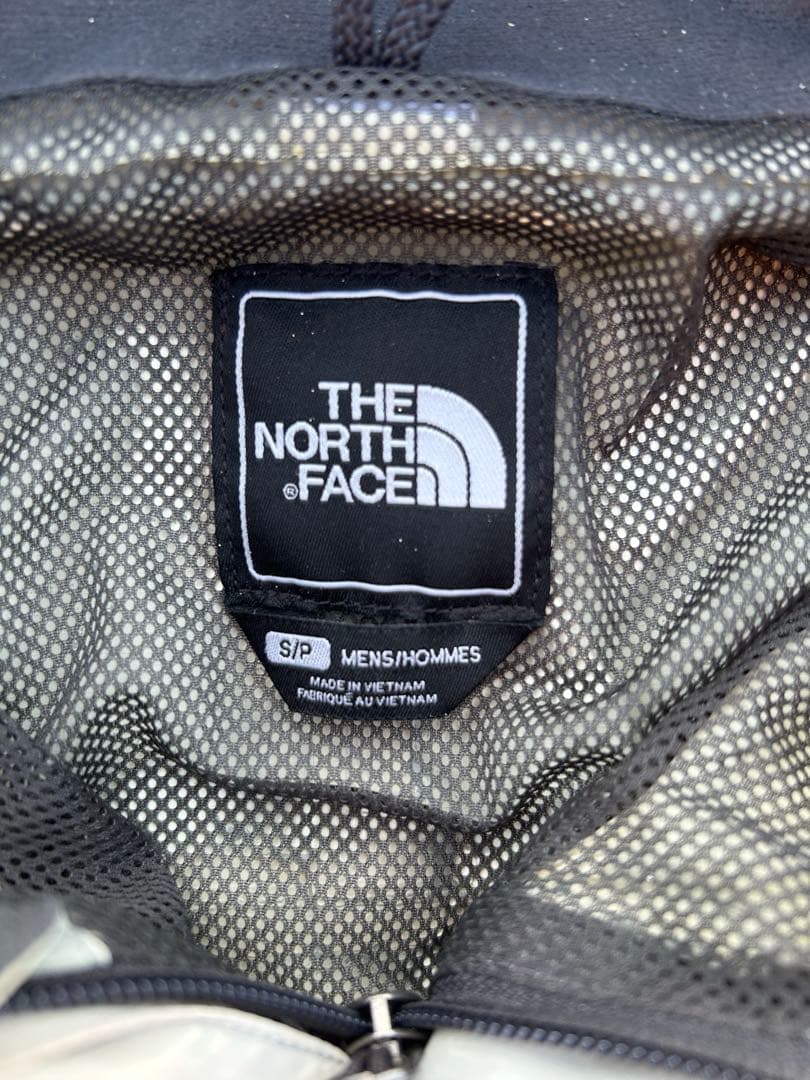 THE
NORTH
®FACE
S/P MENS/HOMMES
MADE IN VIETNAM
FABRIQUÉ AU VIETNAM